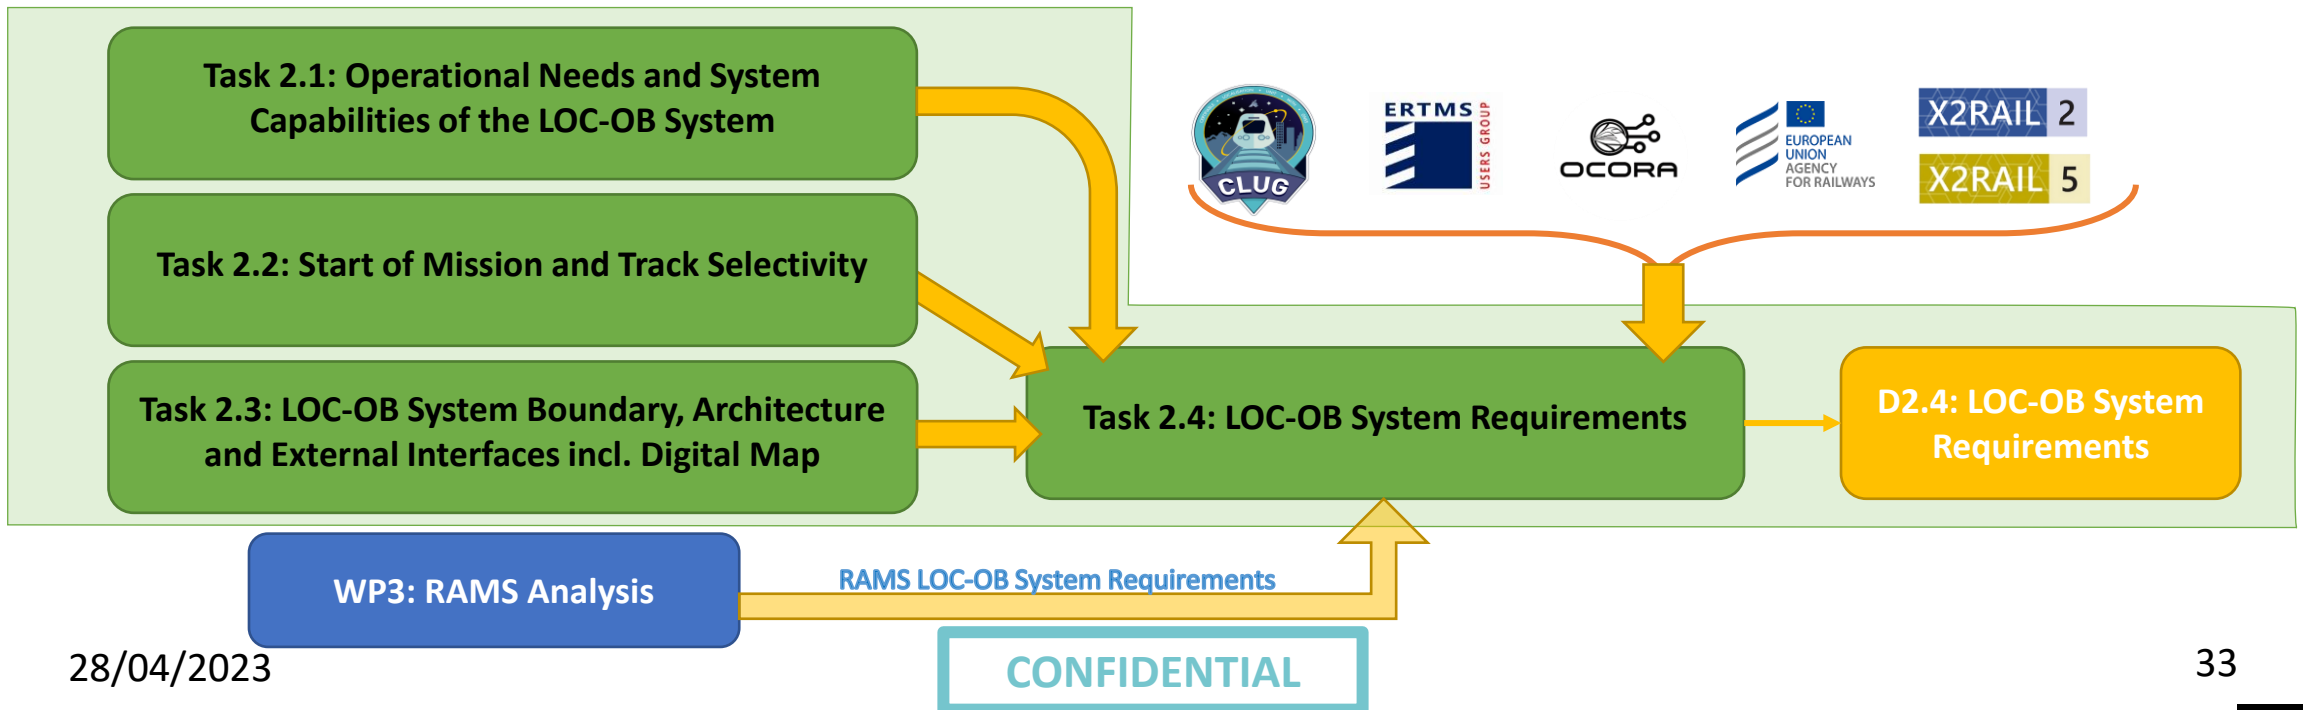 Task 2.1: Operational Needs and System
Capabilities of the LOC-OB System
Task 2.2: Start of Mission and Track Selectivity
Task 2.3: LOC-OB System Boundary, Architecture
and External Interfaces incl. Digital Map
CLUG
ERTMS
USERS GROUP
OCORA
EUROPEAN
UNION
AGENCY
FOR RAILWAYS
X2RAIL 2
X2RAIL 5
Task 2.4: LOC-OB System Requirements
D2.4: LOC-OB System
Requirements
WP3: RAMS Analysis
RAMS LOC-OB System Requirements
28/04/2023
CONFIDENTIAL
33